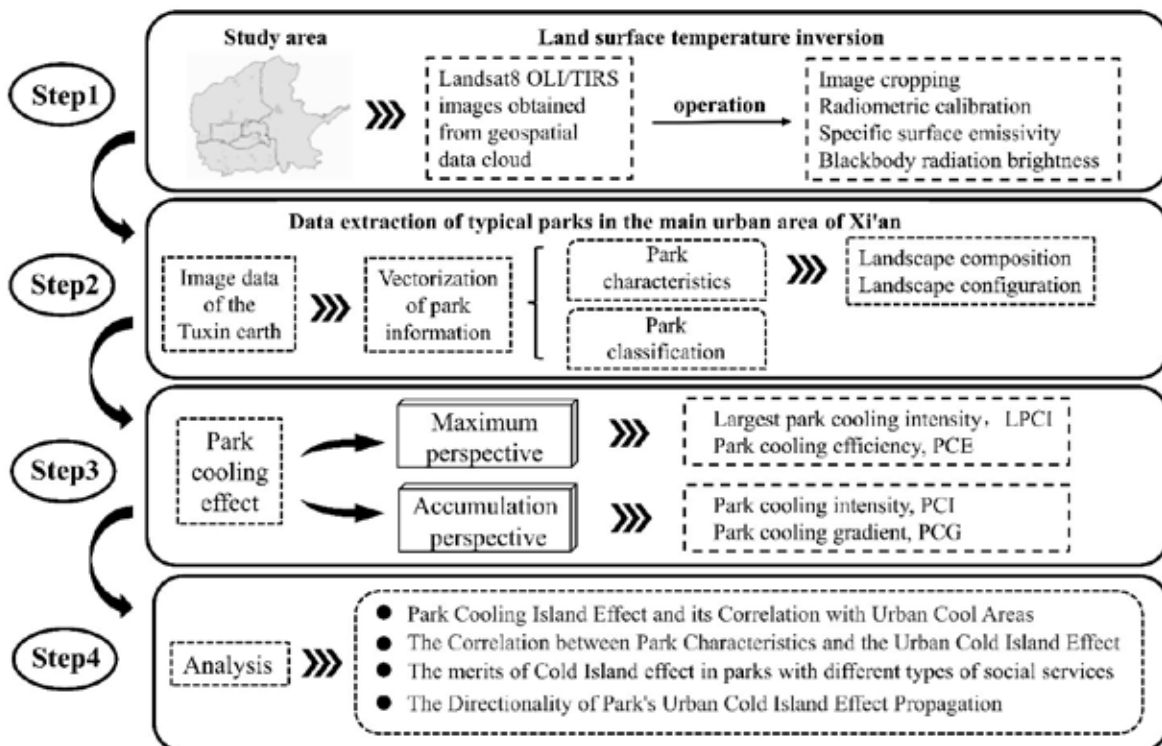 Step1
Study area
Land surface temperature inversion
Landsat8 OLI/TIRS
images obtained
from geospatial
data cloud
operation
Image cropping
Radiometric calibration
Specific surface emissivity
Blackbody radiation brightness
Step2
Data extraction of typical parks in the main urban area of Xi'an
Image data
of the
Tuxin earth
Vectorization
of park
information
Park
characteristics
Park
classification
Landscape composition
Landscape configuration
Step3
Park
cooling
effect
Maximum
perspective
Largest park cooling intensity, LPCI
Park cooling efficiency, PCE
Accumulation
perspective
Park cooling intensity, PCI
Park cooling gradient, PCG
Step4
Analysis
● Park Cooling Island Effect and its Correlation with Urban Cool Areas
● The Correlation between Park Characteristics and the Urban Cold Island Effect
● The merits of Cold Island effect in parks with different types of social services
● The Directionality of Park's Urban Cold Island Effect Propagation